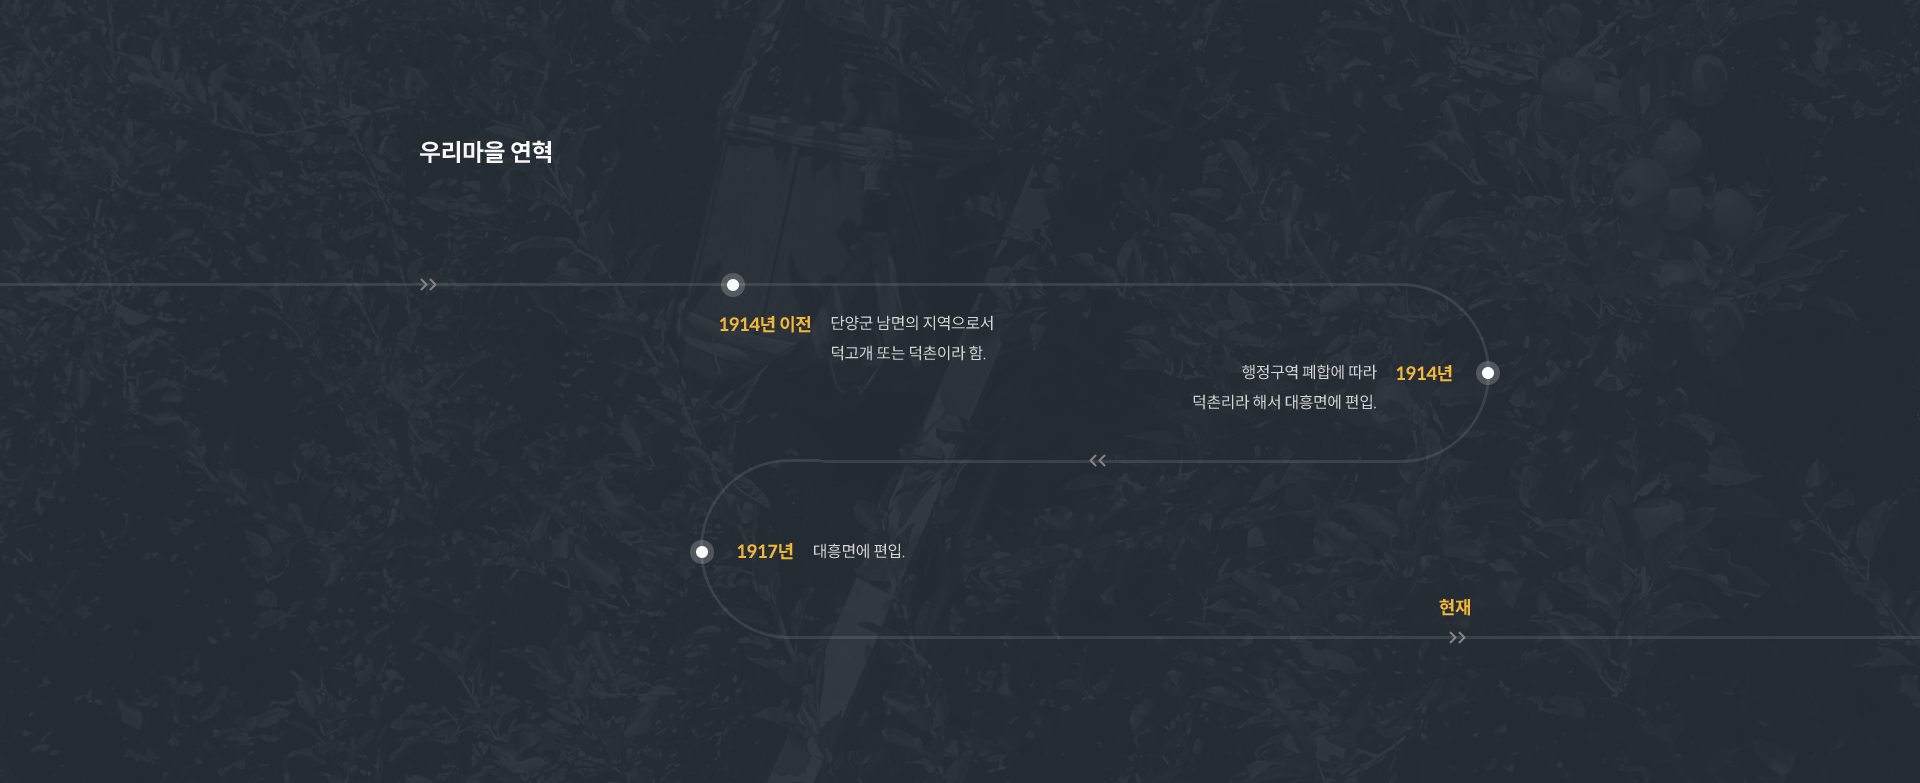 우리마을 연혁
1914년 이전 단양군 남면의 지역으로서
덕고개 또는 덕촌이라 함.
행정구역 폐합에 따라 1914년
덕촌리라 해서 대흥면에 편입.
1917년 대흥면에 편입.
현재